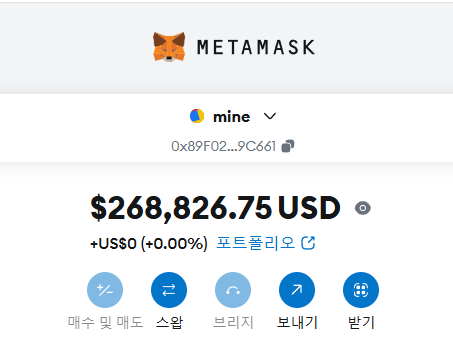 METAMASK
mine
0x89F02...9C661
$268,826.75 USD
+US$0 (+0.00%) 포트폴리오
매수 및 매도 스왑 브리지 보내기 받기